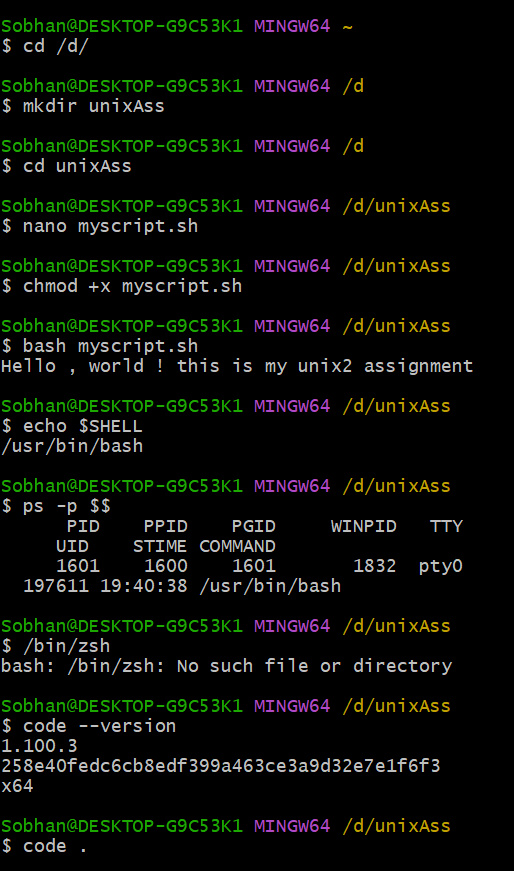 Sobhan@DESKTOP-G9C53K1 MINGW64 ~
$ cd /d/
Sobhan@DESKTOP-G9C53K1 MINGW64 /d
$ mkdir unixAss
Sobhan@DESKTOP-G9C53K1 MINGW64 /d
$ cd unixAss
Sobhan@DESKTOP-G9C53K1 MINGW64 /d/unixAss
$ nano myscript.sh
Sobhan@DESKTOP-G9C53K1 MINGW64 /d/unixAss
$ chmod +x myscript.sh
Sobhan@DESKTOP-G9C53K1 MINGW64 /d/unixAss
$ bash myscript.sh
Hello , world ! this is my unix2 assignment
Sobhan@DESKTOP-G9C53K1 MINGW64 /d/unixAss
$ echo $SHELL
/usr/bin/bash
Sobhan@DESKTOP-G9C53K1 MINGW64 /d/unixAss
$ ps -p $$
PID PPID PGID WINPID TTY
UID STIME COMMAND
1601 1600 1601 1832 pty0
197611 19:40:38 /usr/bin/bash
Sobhan@DESKTOP-G9C53K1 MINGW64 /d/unixAss
$ /bin/zsh
bash: /bin/zsh: No such file or directory
Sobhan@DESKTOP-G9C53K1 MINGW64 /d/unixAss
$ code --version
1.100.3
258e40fedc6cb8edf399a463ce3a9d32e7e1f6f3
x64
Sobhan@DESKTOP-G9C53K1 MINGW64 /d/unixAss
$ code .